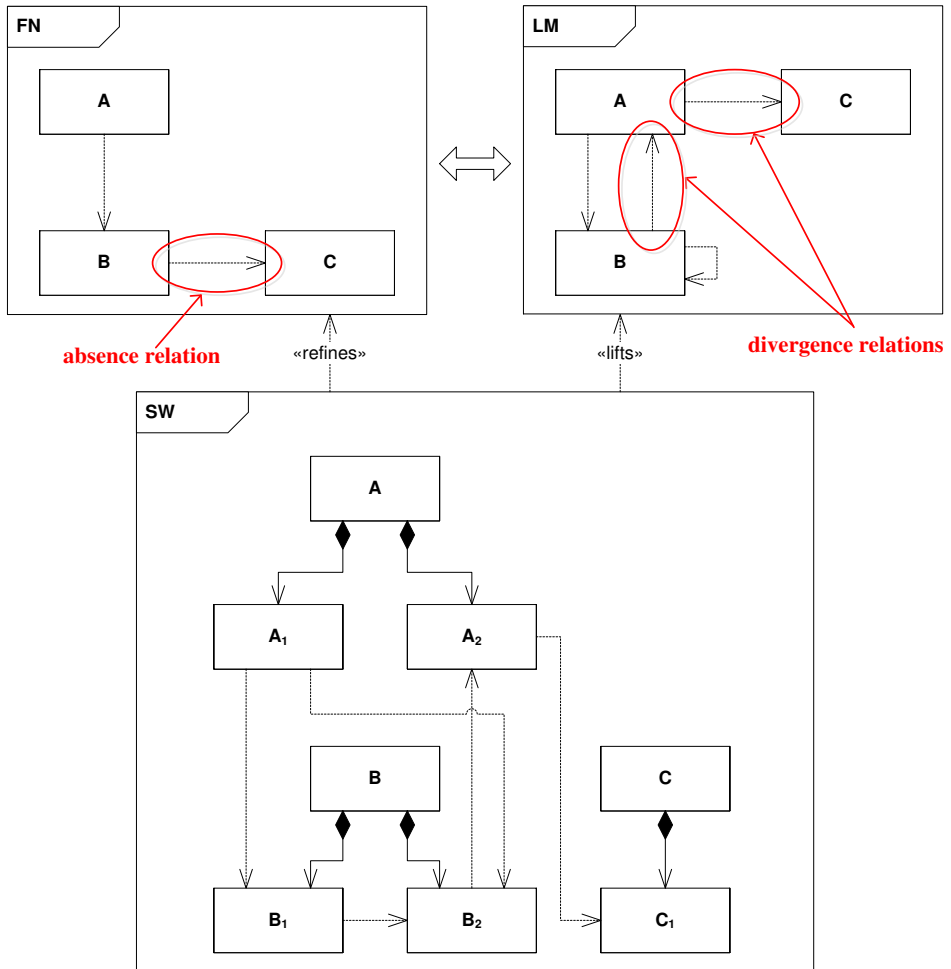 FN
A
B
C
absence relation
«refines»
LM
A
C
B
divergence relations
«lifts»
SW
A
A₁
A₂
B
C
B₁
B₂
C₁